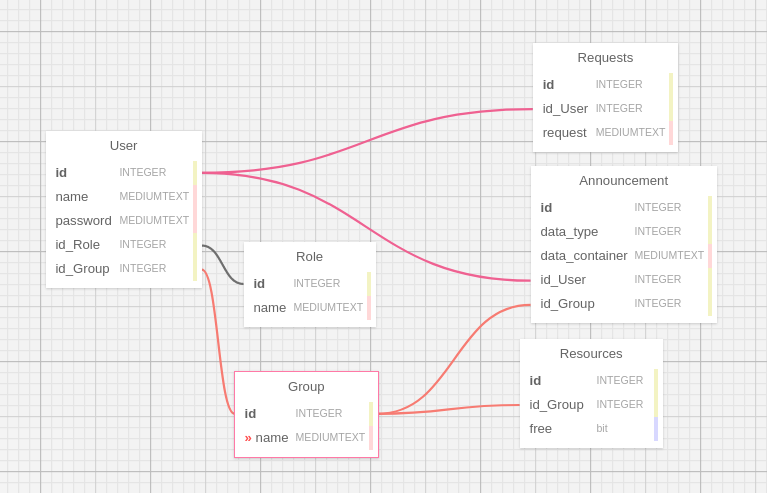 User
id INTEGER
name MEDIUMTEXT
password MEDIUMTEXT
id_Role INTEGER
id_Group INTEGER
Role
id INTEGER
name MEDIUMTEXT
Group
id INTEGER
» name MEDIUMTEXT
Requests
id INTEGER
id_User INTEGER
request MEDIUMTEXT
Announcement
id INTEGER
data_type INTEGER
data_container MEDIUMTEXT
id_User INTEGER
id_Group INTEGER
Resources
id INTEGER
id_Group INTEGER
free bit